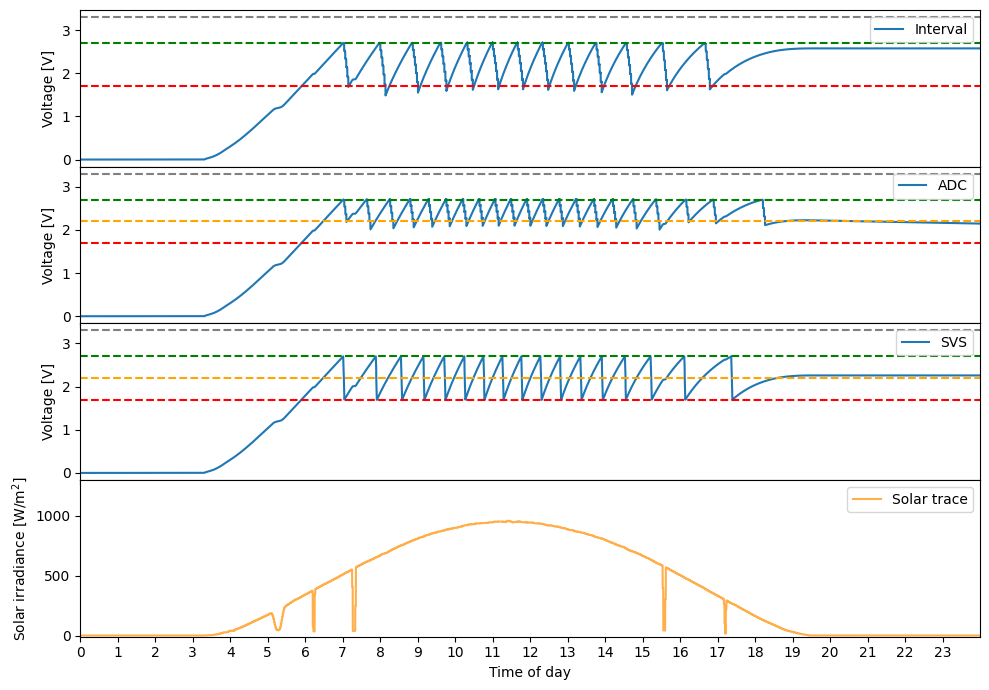 Voltage [V]
3
2
1
0
Interval
Voltage [V]
3
2
1
0
ADC
Voltage [V]
3
2
1
0
SVS
Solar irradiance [W/m²]
1000
500
0
Solar trace
0 1 2 3 4 5 6 7 8 9 10 11 12 13 14 15 16 17 18 19 20 21 22 23
Time of day